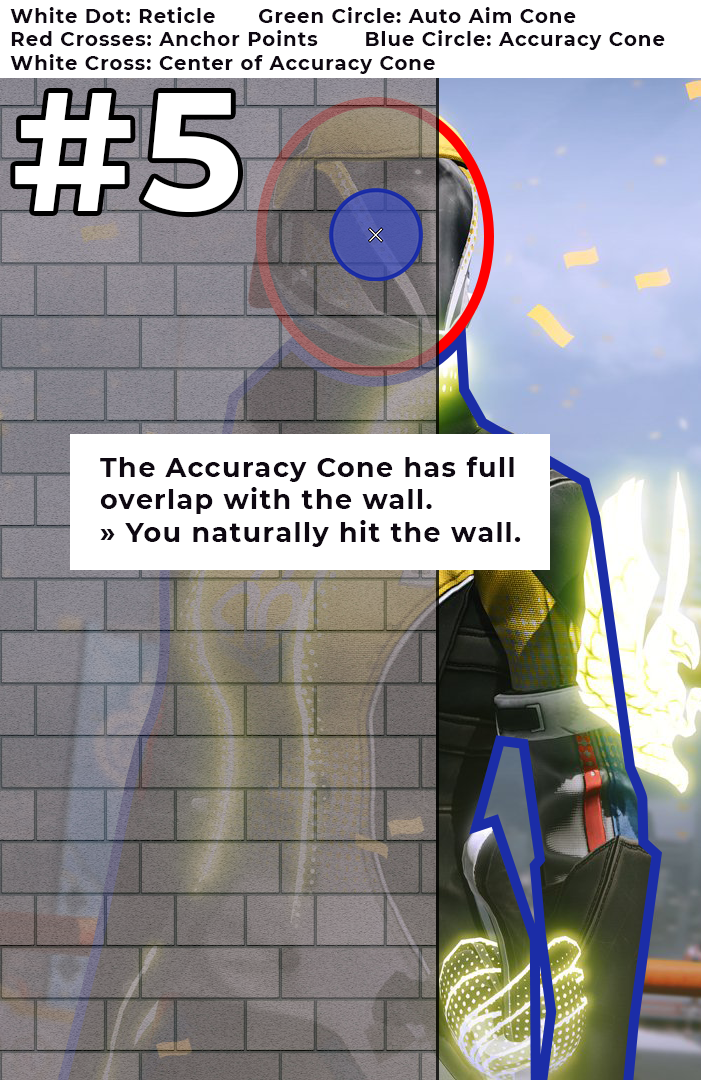 White Dot: Reticle Green Circle: Auto Aim Cone
Red Crosses: Anchor Points Blue Circle: Accuracy Cone
White Cross: Center of Accuracy Cone
#5
The Accuracy Cone has full
overlap with the wall.
» You naturally hit the wall.